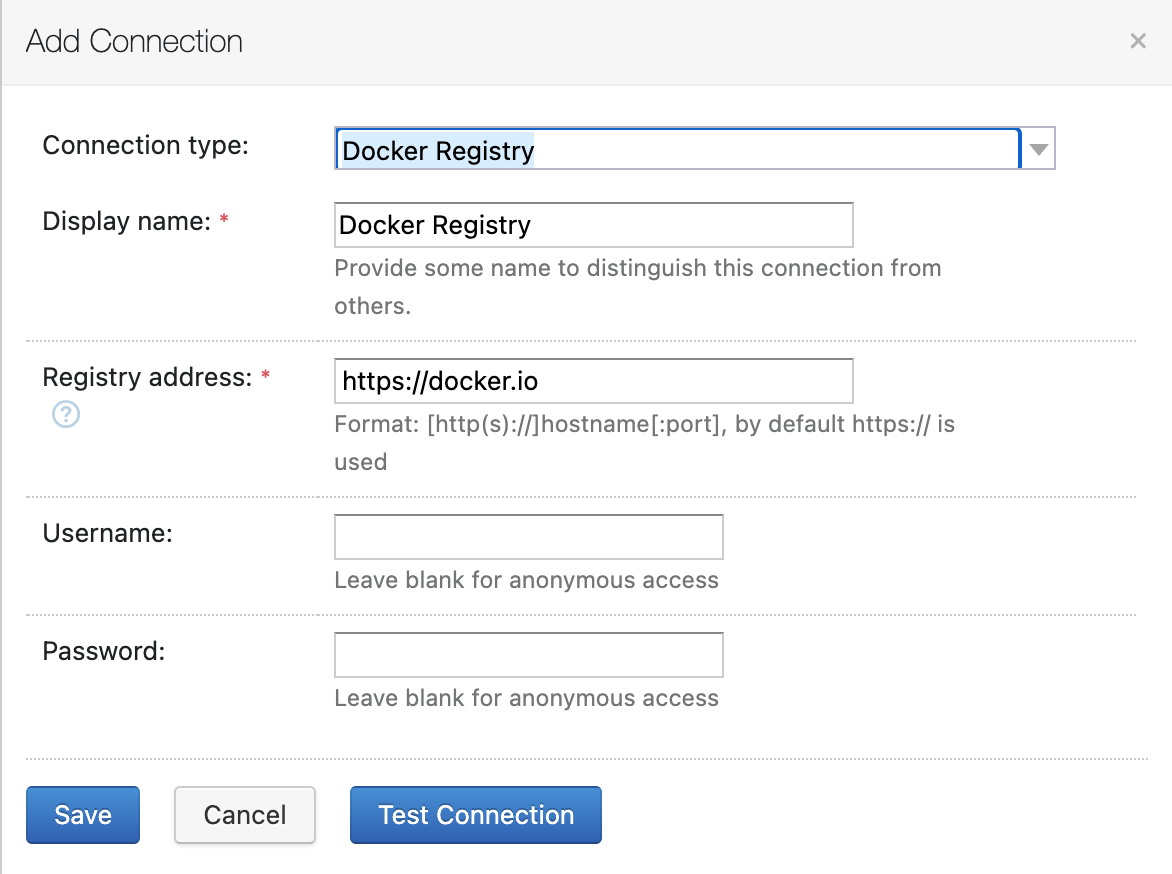 Add Connection ×
Connection type: Docker Registry
Display name: * Docker Registry
Provide some name to distinguish this connection from
others.
Registry address: * https://docker.io
?
Format: [http(s)://]hostname[:port], by default https:// is
used
Username:
Leave blank for anonymous access
Password:
Leave blank for anonymous access
Save Cancel Test Connection